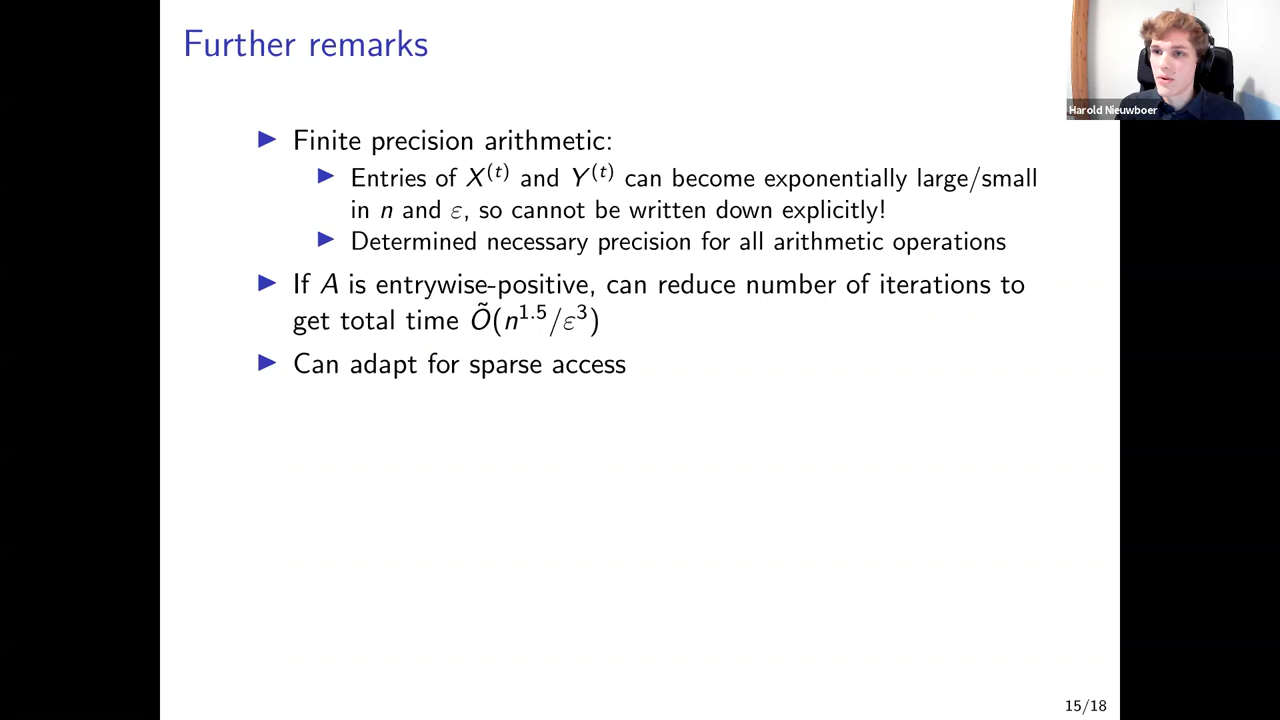 Further remarks
Harold Nieuwboer
▶ Finite precision arithmetic:
▶ Entries of X⁽ᵗ⁾ and Y⁽ᵗ⁾ can become exponentially large/small
in n and ε, so cannot be written down explicitly!
▶ Determined necessary precision for all arithmetic operations
▶ If A is entrywise-positive, can reduce number of iterations to
get total time Õ(n¹·⁵/ε³)
▶ Can adapt for sparse access
15/18